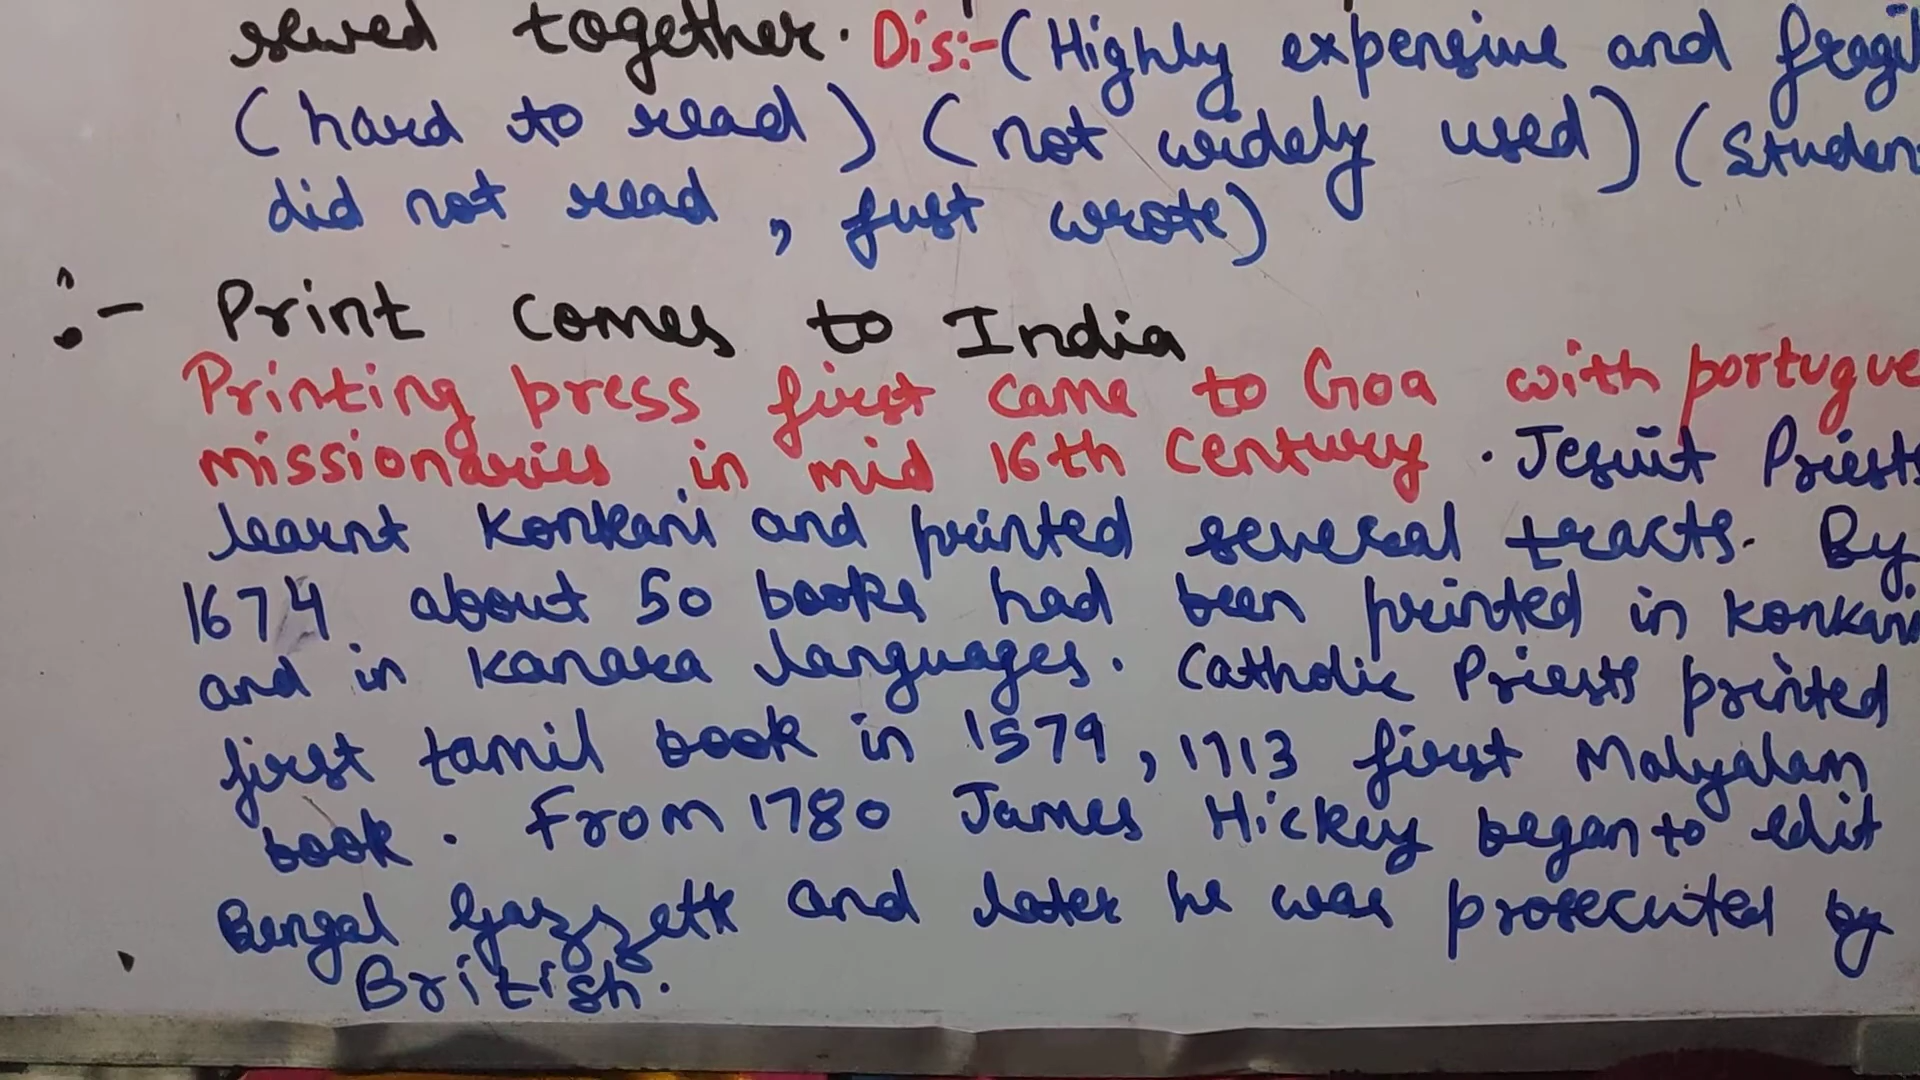 sewed together. Dis:-(Highly expensive and fragil
(hard to read) (not widely used) (Studen
did not read, just wrote)
:- Print comes to India
Printing press first came to Goa with portugue
missionaries in mid 16th Century. Jesuit Priests
learnt Konkani and printed several tracts. By
1674 about 50 books had been printed in Konkani
and in Kanara languages. Catholic Priests printed
first tamil book in 1579, 1713 first Malyalam
book. From 1780 James Hickey began to edit
Bengal Gazzette and later he was prosecuted by
British.